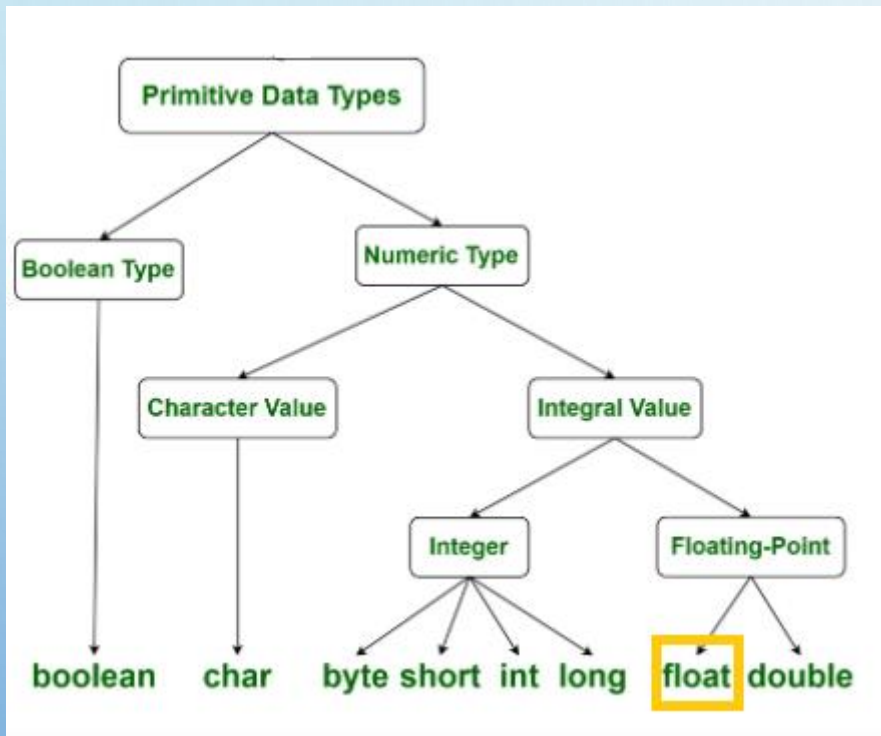 Primitive Data Types
Boolean Type
Numeric Type
Character Value
Integral Value
Integer
Floating-Point
boolean char byte short int long float double